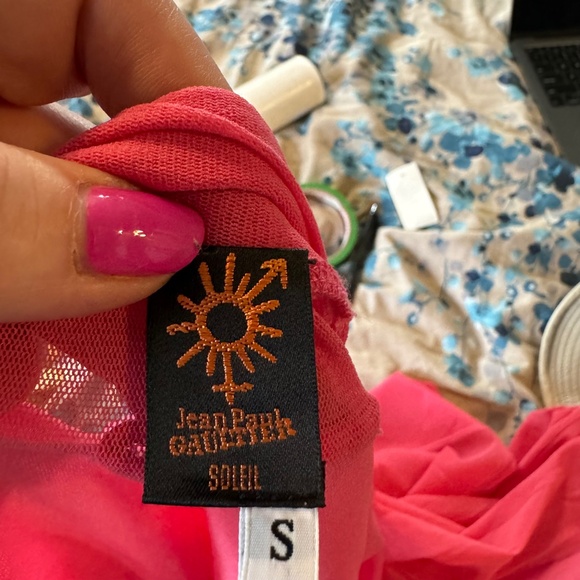 Jean Paul
GAULTIER
SOLEIL
S